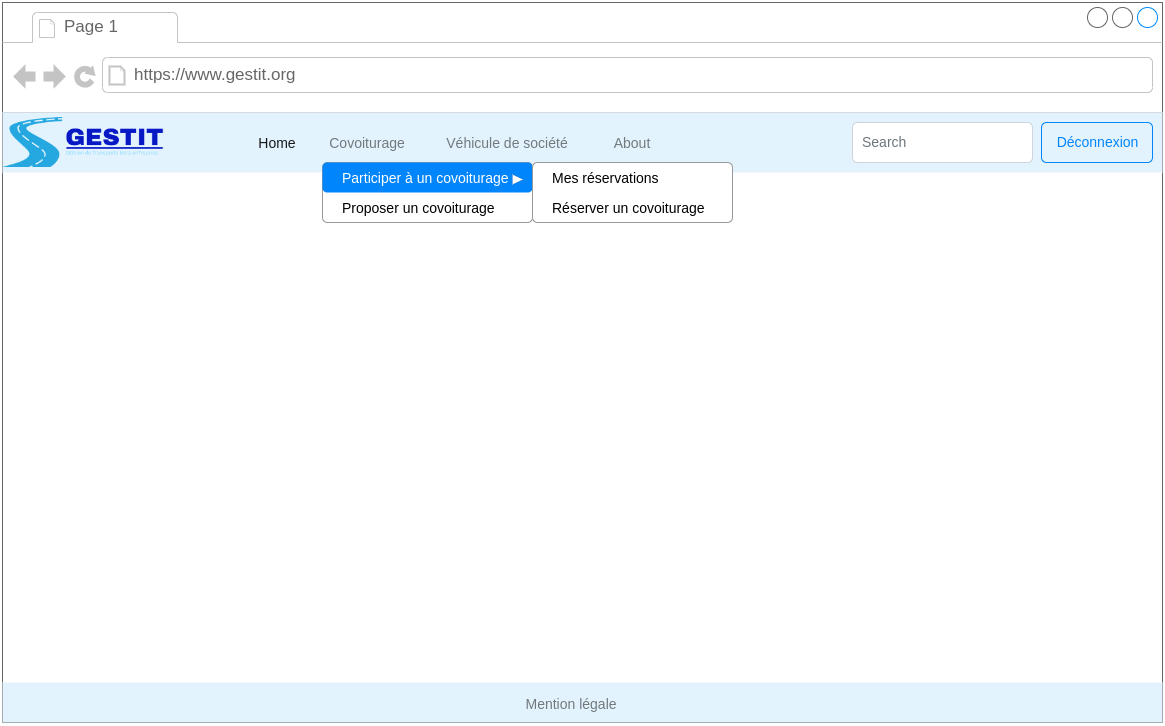 Page 1
https://www.gestit.org
GESTIT
Home
Covoiturage
Véhicule de société
About
Search
Déconnexion
Participer à un covoiturage ▶
Mes réservations
Proposer un covoiturage
Réserver un covoiturage
Mention légale